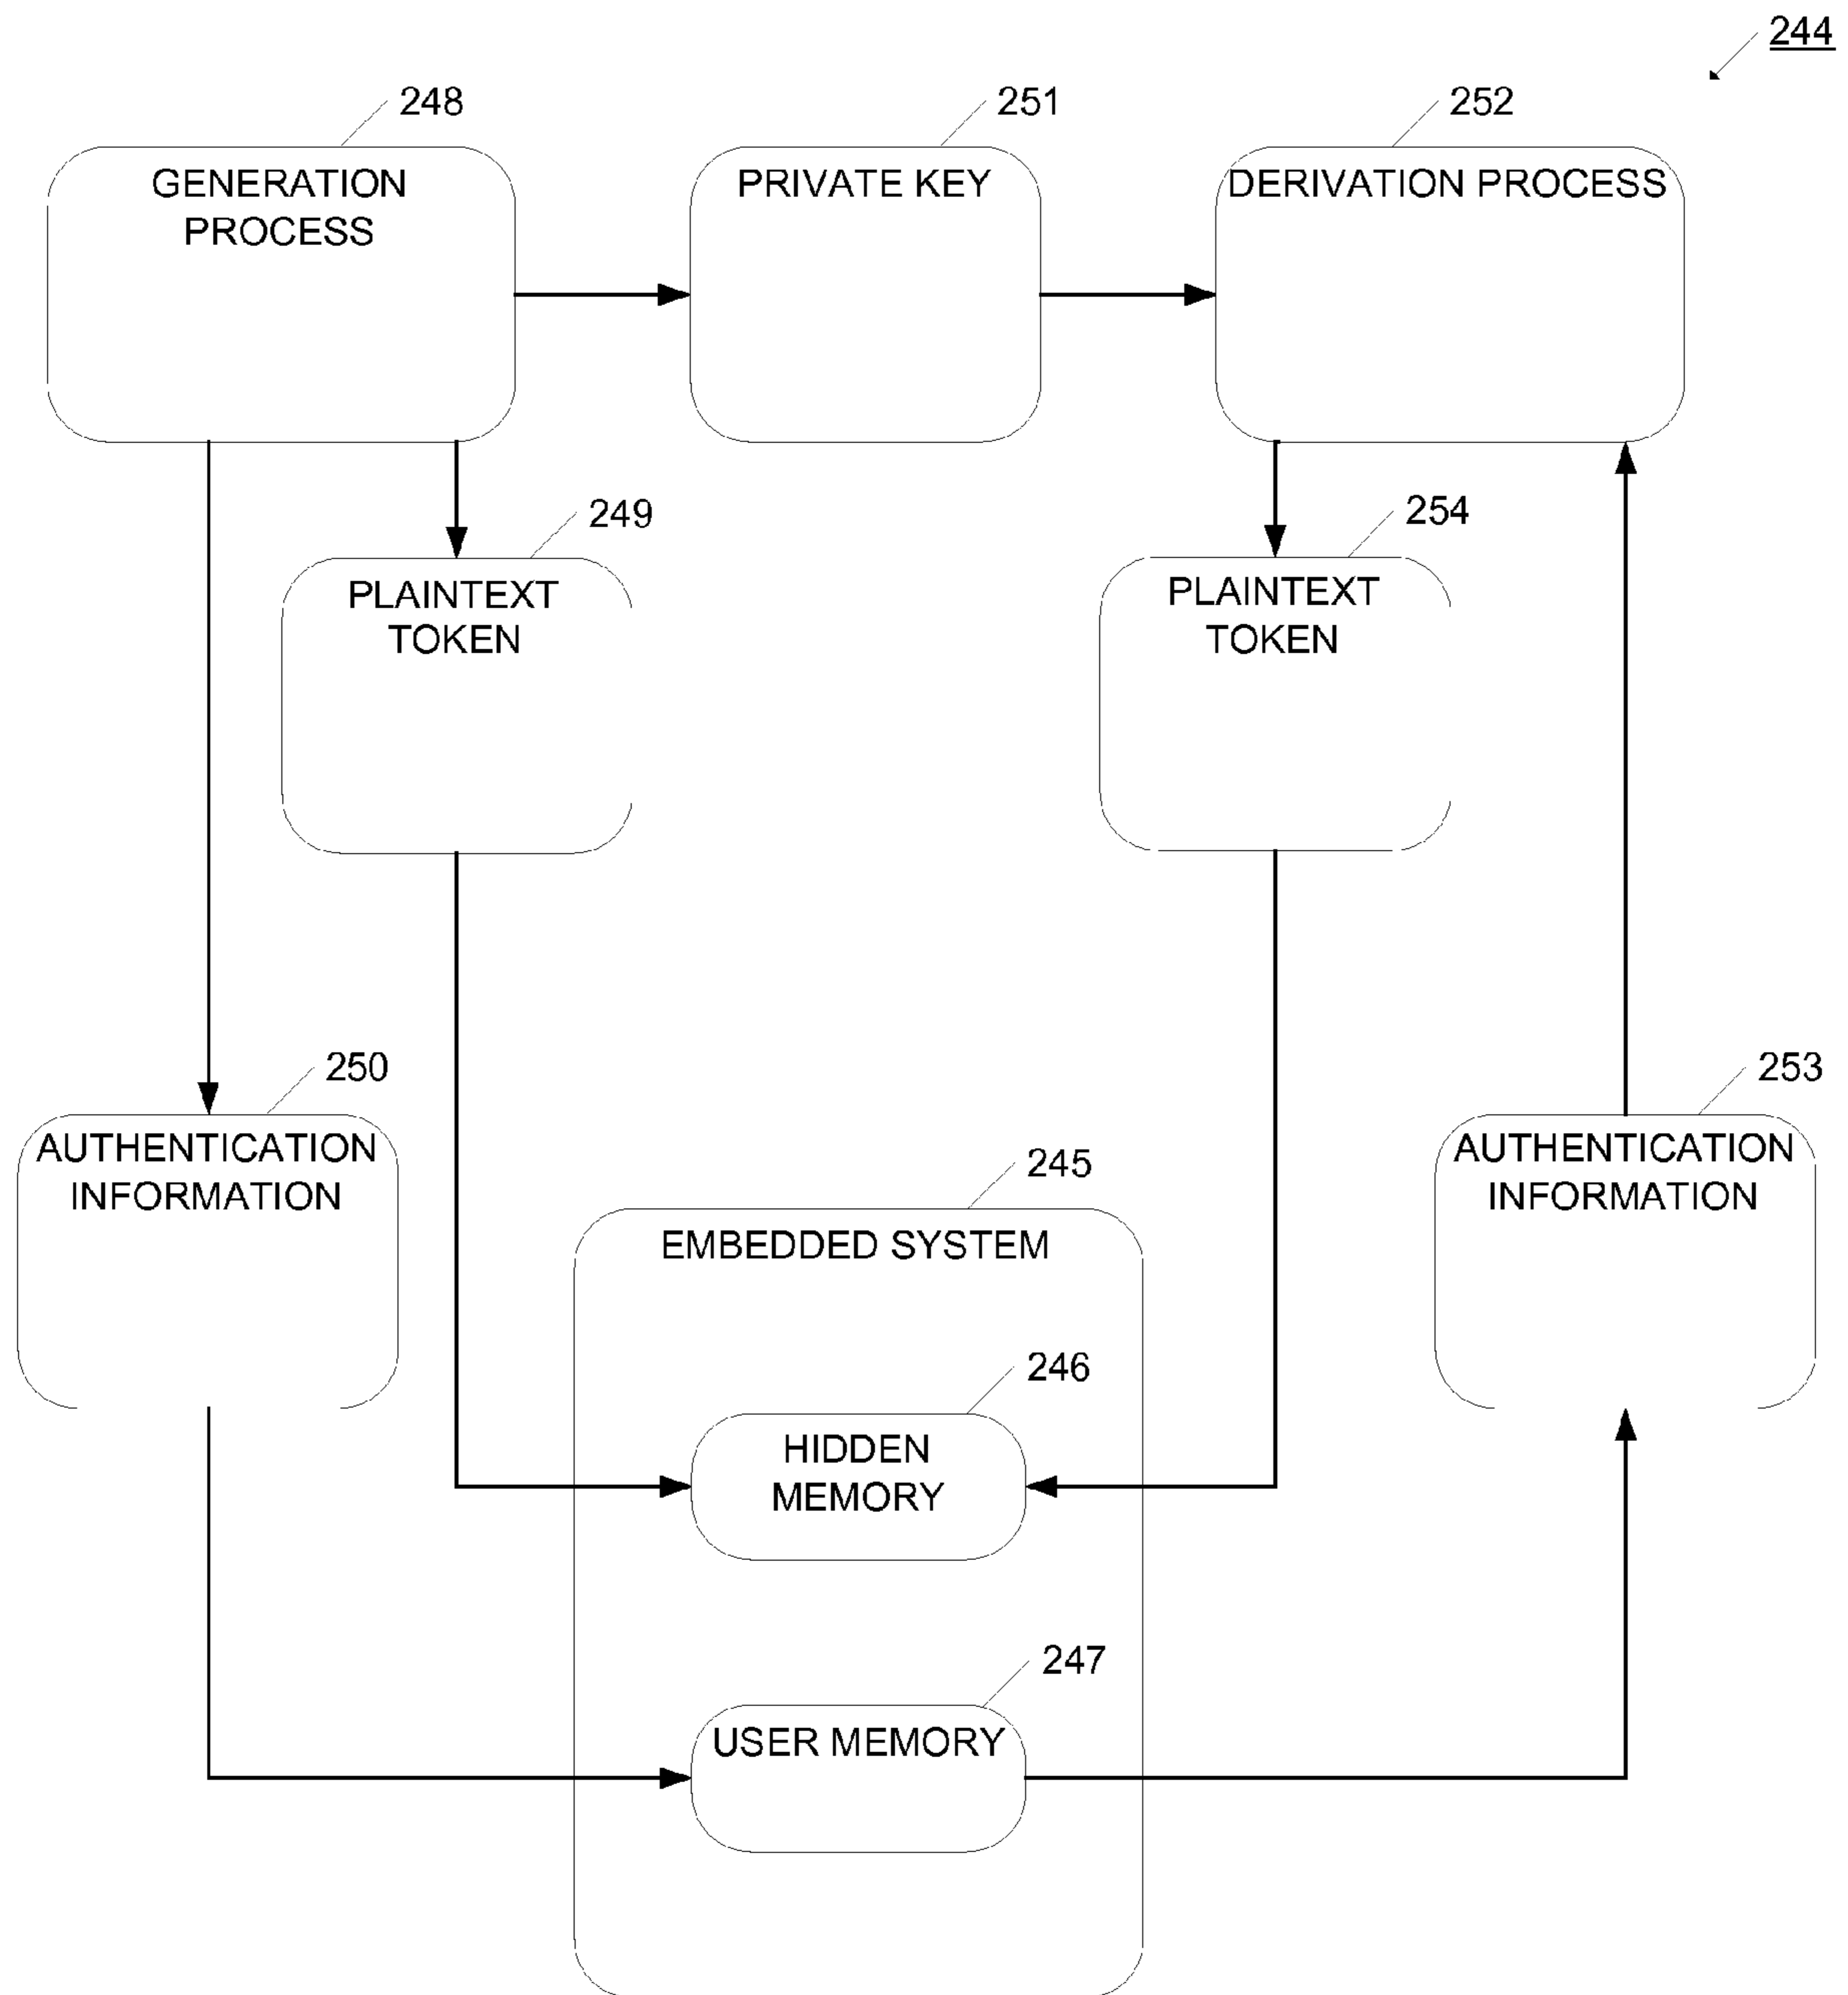 244
248
251
252
GENERATION
PROCESS
PRIVATE KEY
DERIVATION PROCESS
249
254
PLAINTEXT
TOKEN
PLAINTEXT
TOKEN
250
253
AUTHENTICATION
INFORMATION
AUTHENTICATION
INFORMATION
245
EMBEDDED SYSTEM
246
HIDDEN
MEMORY
247
USER MEMORY